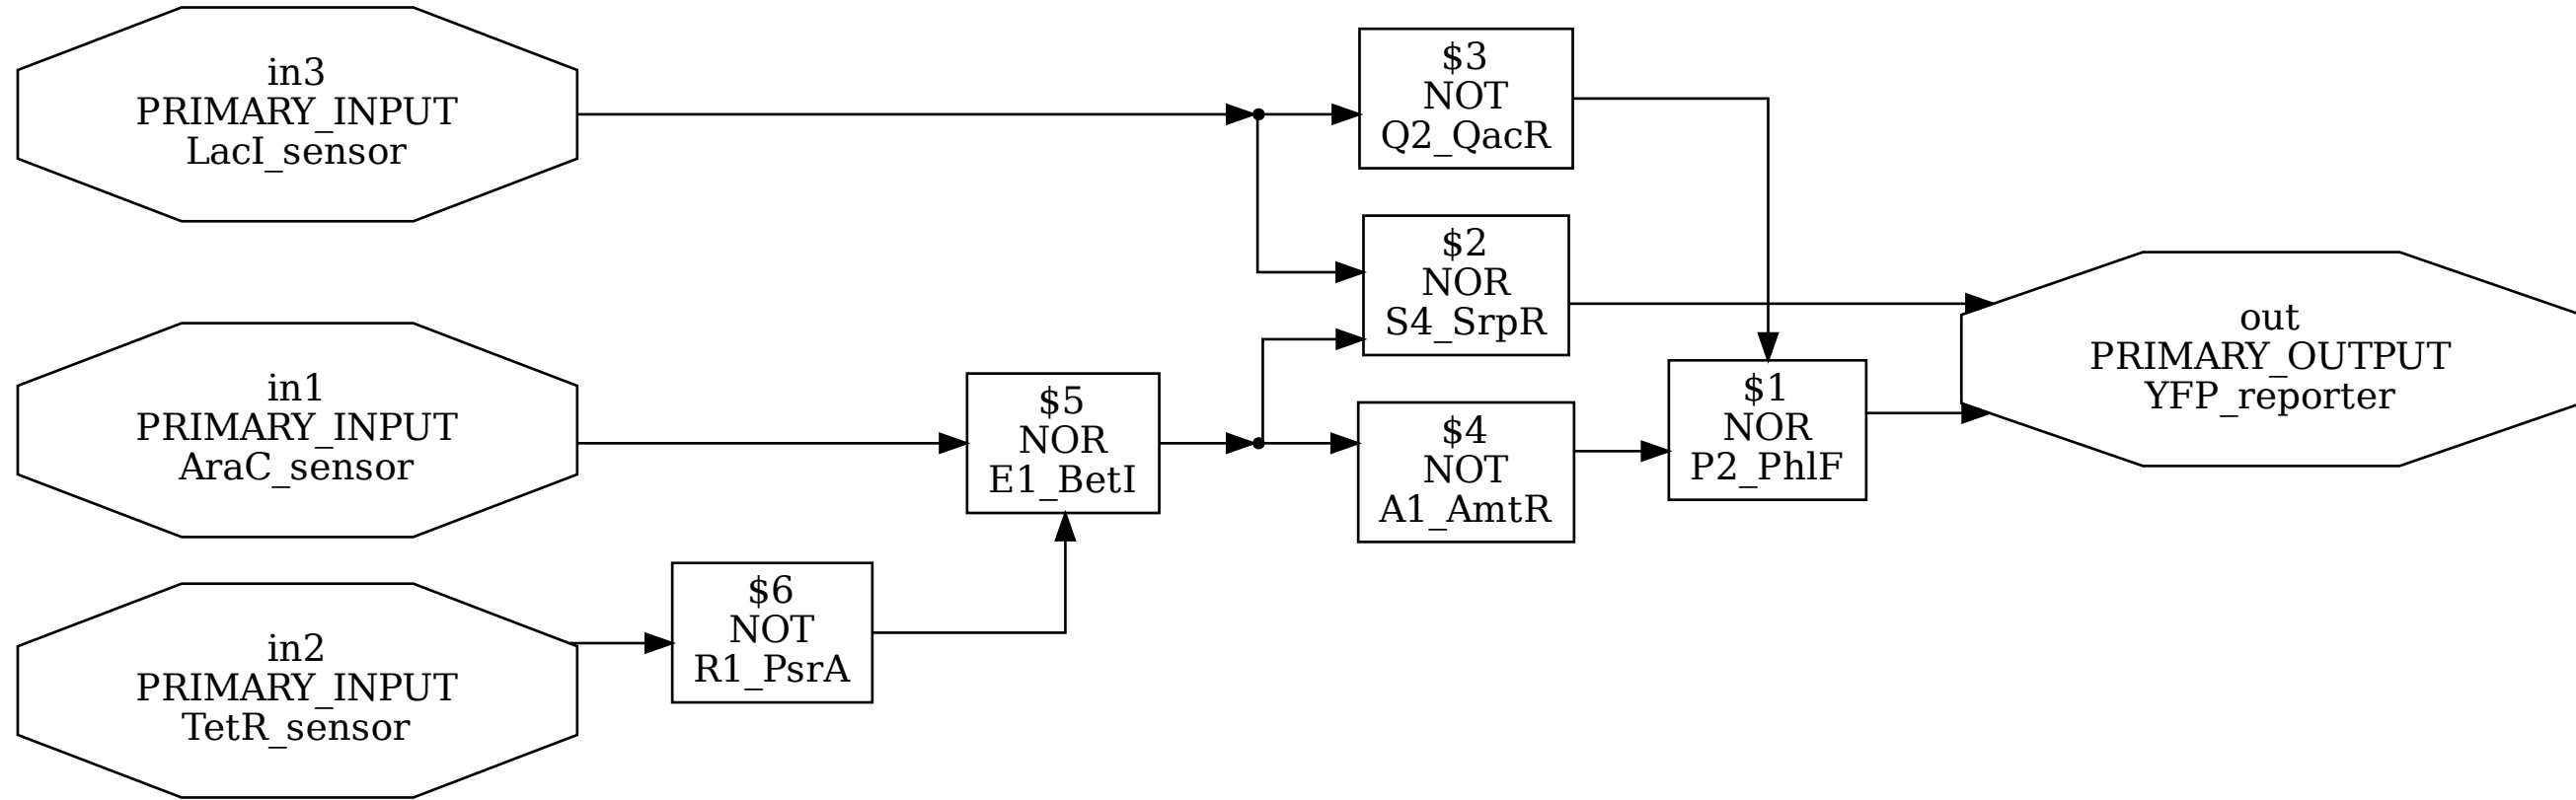 in3
PRIMARY_INPUT
LacI_sensor
$3
NOT
Q2_QacR
$2
NOR
S4_SrpR
out
PRIMARY_OUTPUT
YFP_reporter
in1
PRIMARY_INPUT
AraC_sensor
$5
NOR
E1_BetI
$4
NOT
A1_AmtR
$1
NOR
P2_PhlF
in2
PRIMARY_INPUT
TetR_sensor
$6
NOT
R1_PsrA